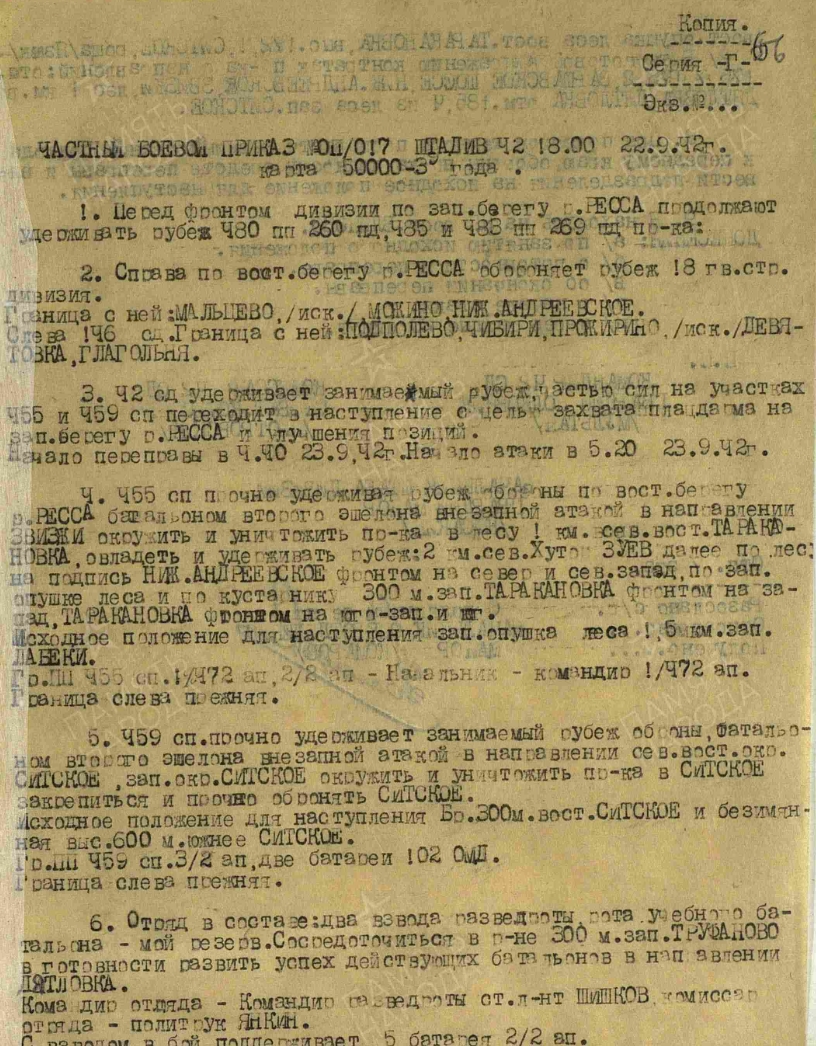 Копия.
Серия -Г-
66
Экз.№...
ЧАСТНЫЙ БОЕВОЙ ПРИКАЗ №ОП/017 ШТАДИВ 42 18.00 22.9.42г.
карта 50000-3 года.
1. Перед фронтом дивизии по зап.берегу р.РЕССА продолжают
удерживать рубеж 480 пп 260 пд,485 и 488 пп 269 пд пр-ка:
2. Справа по вост.берегу р.РЕССА обороняет рубеж 18 гв.стр.
дивизия.
Граница с ней:МАЛЬЦЕВО,/иск./ МОКИНО,НИЖ.АНДРЕЕВСКОЕ.
Слева 146 сд.Граница с ней:ПОДПОЛЕВО,ЧИБИРИ,ПРОКИРИНО,/иск./ДЕВЯ-
ТОВКА,ГЛАГОЛЬНЯ.
3. 42 сд удерживает занимаемый рубеж,частью сил на участках
455 и 459 сп переходит в наступление с целью захвата плацдарма на
зап.берегу р.РЕССА и улучшения позиций.
Начало переправы в 4.40 23.9.42г.Начало атаки в 5.20 23.9.42г.
4. 455 сп прочно удерживая рубеж обороны по вост.берегу
р.РЕССА батальоном второго эшелона внезапной атакой в направлении
ЗВИЗЖИ окружить и уничтожить пр-ка в лесу 1 км.сев.вост.ТАРАКА-
НОВКА,овладеть и удерживать рубеж:2 км.сев.Хутор ЗУЕВ далее по лесу
на подпись НИЖ.АНДРЕЕВСКОЕ фронтом на север и сев.запад,по зап.
опушке леса и по кустарнику 300 м.зап.ТАРАКАНОВКА фронтом на за-
пад,ТАРАКАНОВКА фронтом на юго-зап.и юг.
Исходное положение для наступления зап.опушка леса 1,5 км.зап.
ЛАБЕКИ.
Гр.ПП 455 сп.1/472 ап,2/2 ап - Начальник - командир 1/472 ап.
Граница слева прежняя.
5. 459 сп.прочно удерживает занимаемый рубеж обороны,батальо-
ном второго эшелона внезапной атакой в направлении сев.вост.окр.
СИТСКОЕ ,зап.окр.СИТСКОЕ окружить и уничтожить пр-ка в СИТСКОЕ
закрепиться и прочно оборонять СИТСКОЕ.
Исходное положение для наступления Бр.300м.вост.СИТСКОЕ и безимян-
ная выс.600 м.южнее СИТСКОЕ.
Гр.ПП 459 сп.3/2 ап,две батареи 102 ОМД.
Граница слева прежняя.
6. Отряд в составе:два взвода разведроты,рота учебного ба-
тальона - мой резерв.Сосредоточиться в р-не 300 м.зап.ТРУФАНОВО
в готовности развить успех действующих батальонов в направлении
ДЯТЛОВКА.
Командир отряда - Командир разведроты ст.л-нт ШИШКОВ,комиссар
отряда - политрук ЯНКИН.
С вводом в бой поддерживает 5 батарея 2/2 ап.